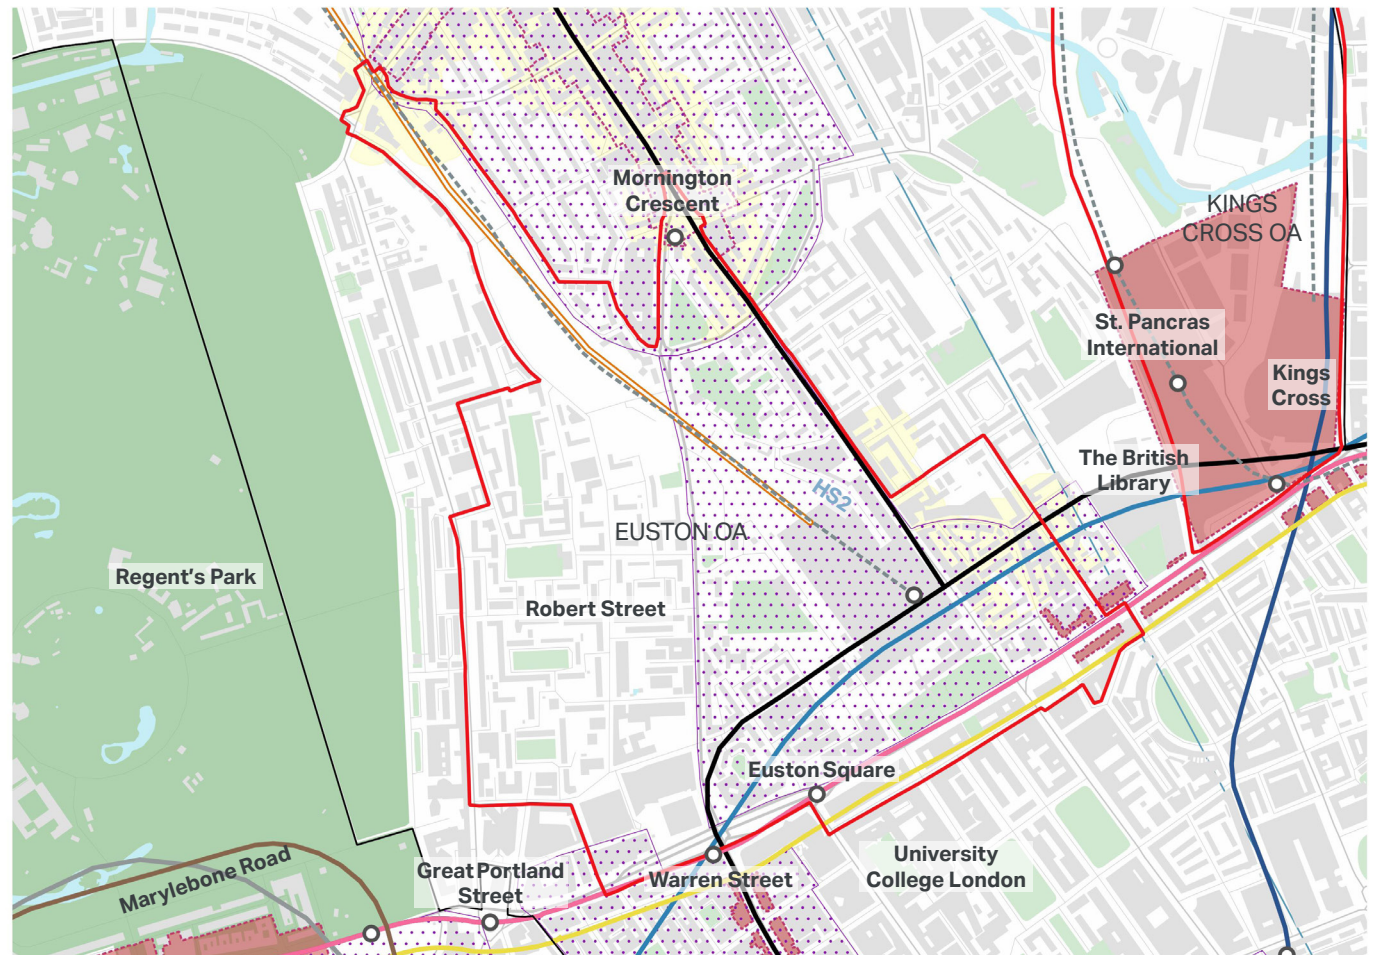 Mornington
Crescent
KINGS
CROSS OA
St. Pancras
International
Kings
Cross
The British
Library
HS2
EUSTON OA
Regent's Park
Robert Street
Euston Square
Marylebone Road
Great Portland
Street
Warren Street
University
College London